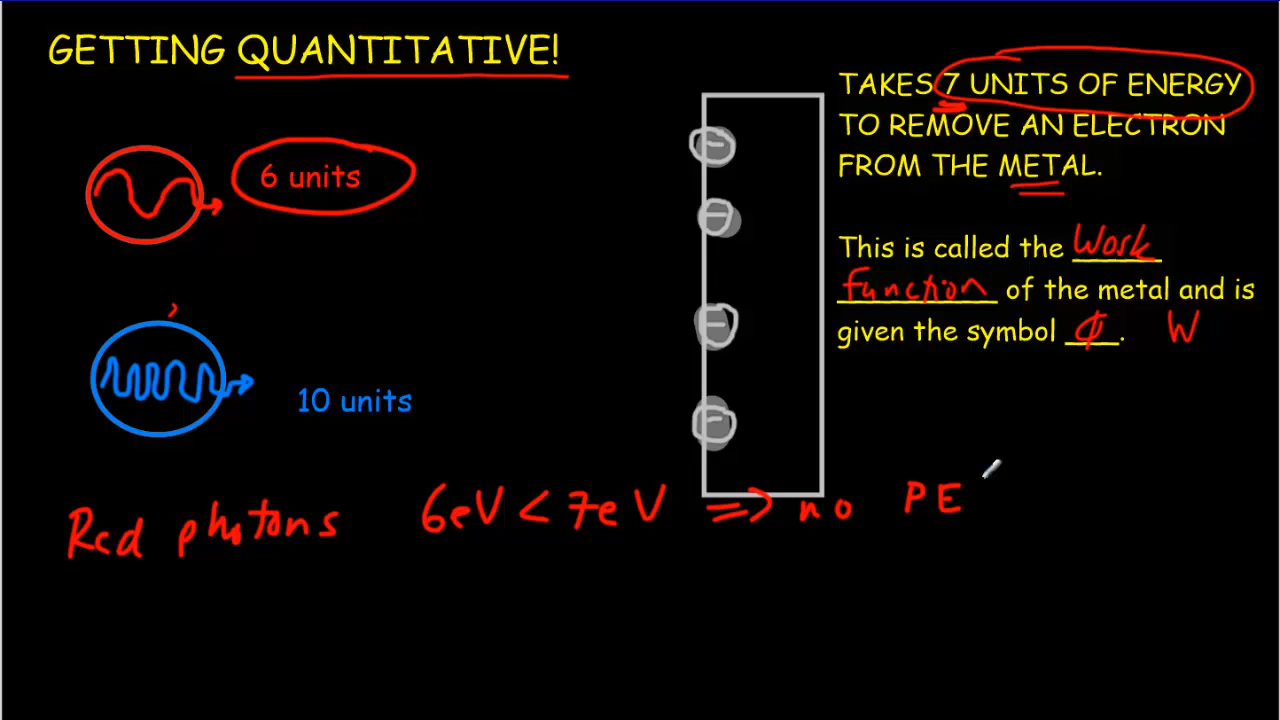 GETTING QUANTITATIVE!
TAKES 7 UNITS OF ENERGY
TO REMOVE AN ELECTRON
FROM THE METAL.
6 units
This is called the Work
function of the metal and is
given the symbol ϕ. W
10 units
Red photons 6eV < 7eV => no PE